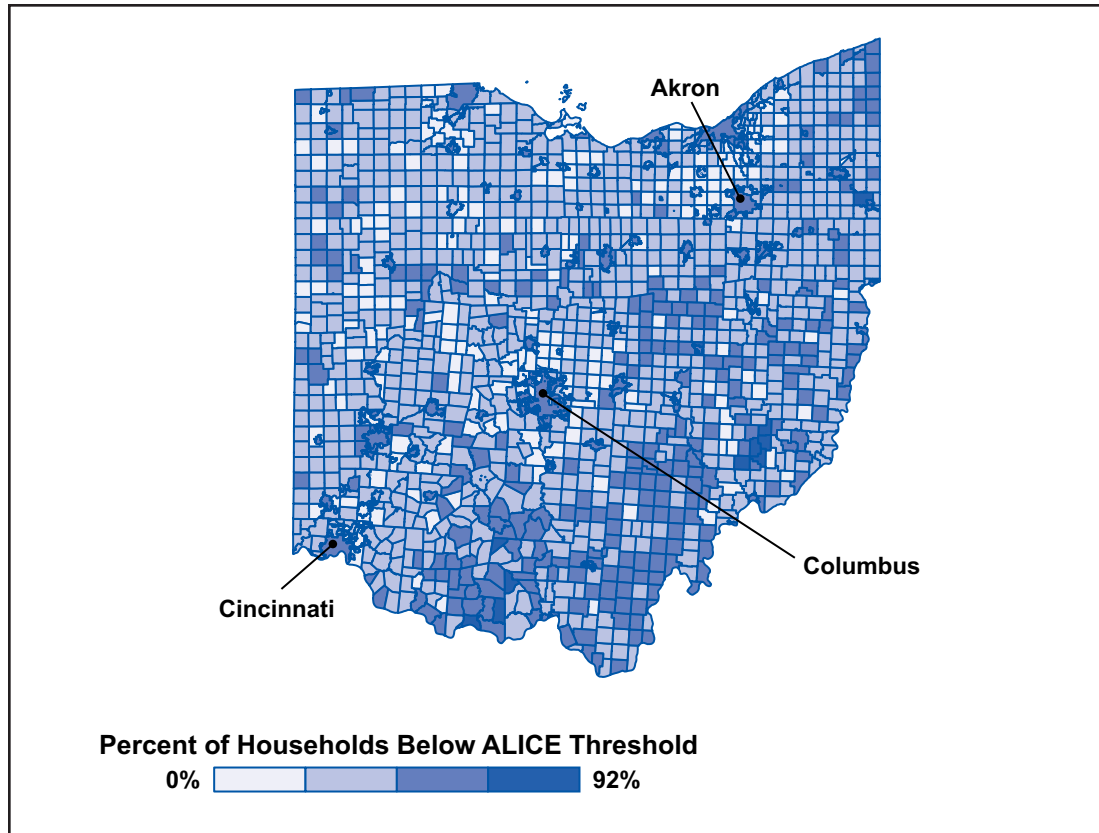 Akron
Columbus
Cincinnati
Percent of Households Below ALICE Threshold
0% 92%